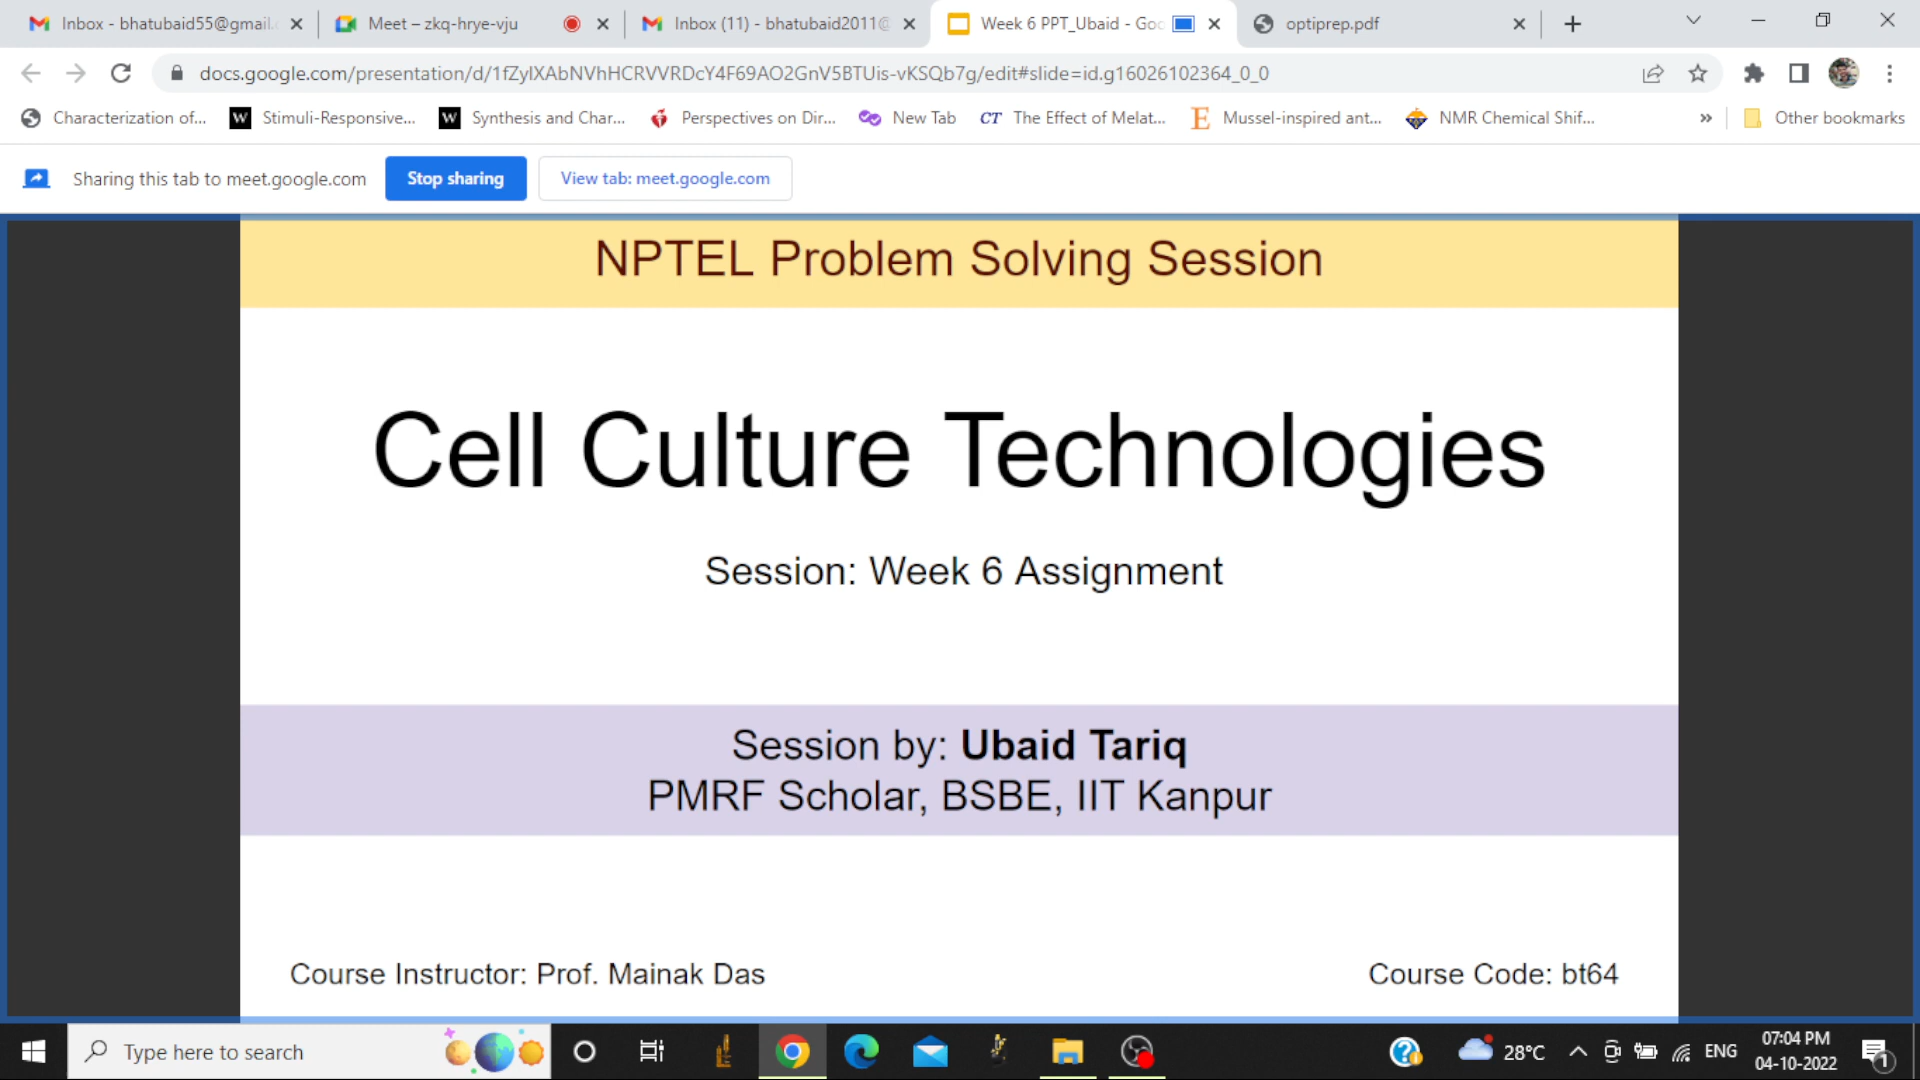 Inbox - bhatubaid55@gmail.
Meet – zkq-hrye-vju
Inbox (11) - bhatubaid2011@
Week 6 PPT_Ubaid - Goo
optiprep.pdf
docs.google.com/presentation/d/1fZylXAbNVhHCRVVRDcY4F69AO2GnV5BTUis-vKSQb7g/edit#slide=id.g16026102364_0_0
Characterization of...
W Stimuli-Responsive...
W Synthesis and Char...
Perspectives on Dir...
New Tab
CT The Effect of Melat...
E Mussel-inspired ant...
NMR Chemical Shif...
»
Other bookmarks
Sharing this tab to meet.google.com
Stop sharing
View tab: meet.google.com
NPTEL Problem Solving Session
Cell Culture Technologies
Session: Week 6 Assignment
Session by: Ubaid Tariq
PMRF Scholar, BSBE, IIT Kanpur
Course Instructor: Prof. Mainak Das
Course Code: bt64
Type here to search
28°C
ENG
07:04 PM
04-10-2022
1